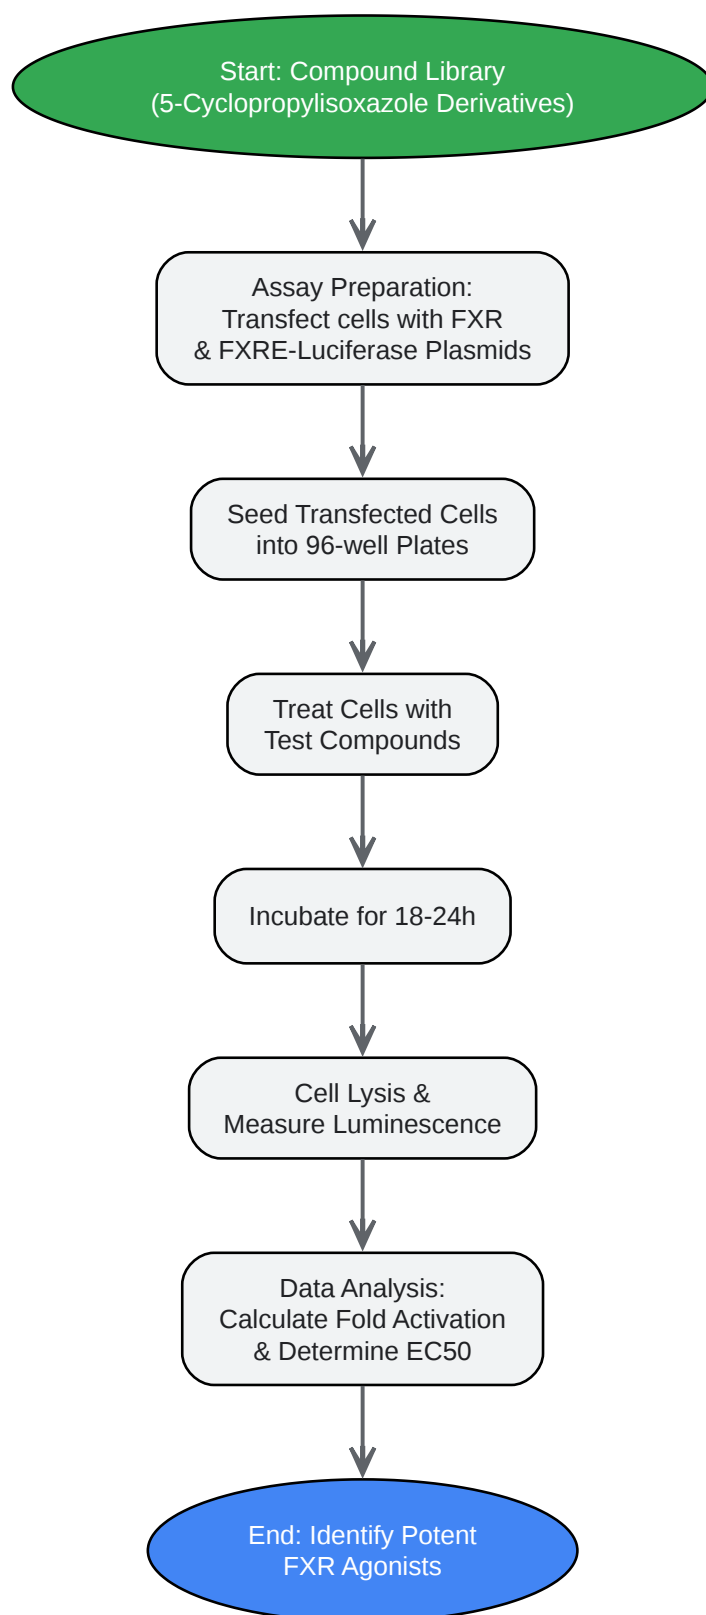 Start: Compound Library
(5-Cyclopropylisoxazole Derivatives)
Assay Preparation:
Transfect cells with FXR
& FXRE-Luciferase Plasmids
Seed Transfected Cells
into 96-well Plates
Treat Cells with
Test Compounds
Incubate for 18-24h
Cell Lysis &
Measure Luminescence
Data Analysis:
Calculate Fold Activation
& Determine EC50
End: Identify Potent
FXR Agonists